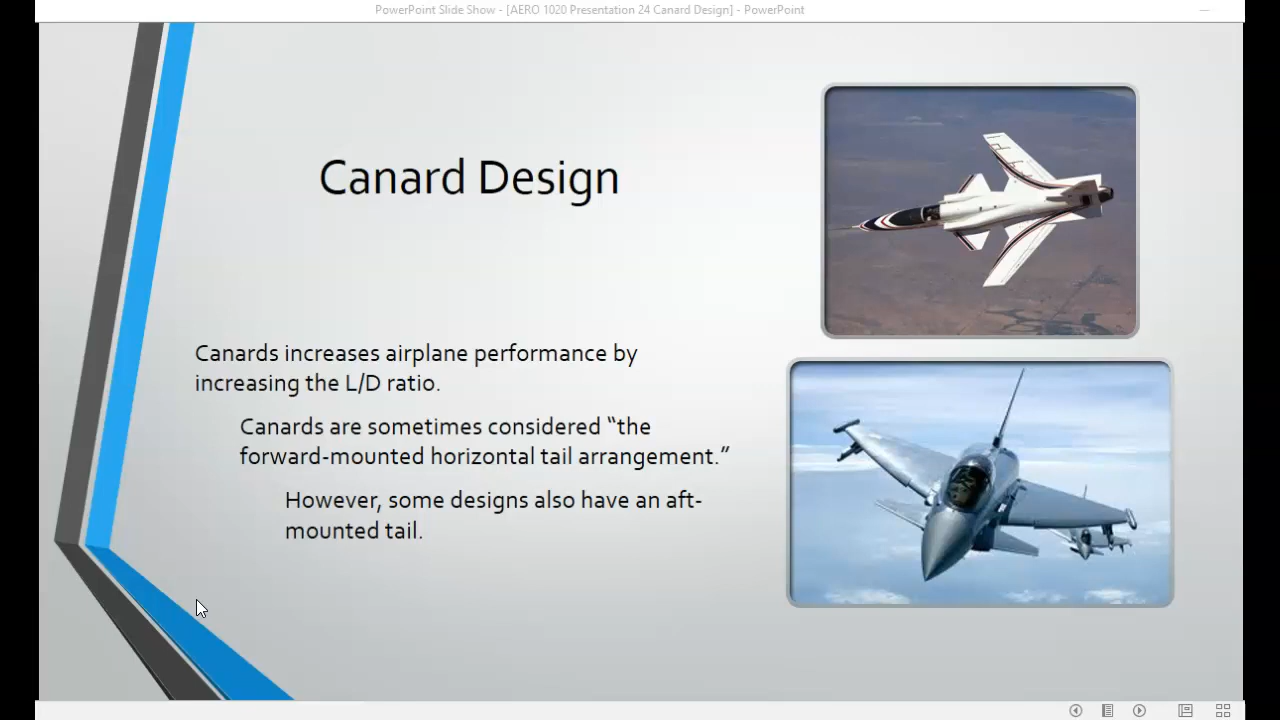 PowerPoint Slide Show - [AERO 1020 Presentation 24 Canard Design] - PowerPoint
Canard Design
Canards increases airplane performance by
increasing the L/D ratio.
Canards are sometimes considered “the
forward-mounted horizontal tail arrangement.”
However, some designs also have an aft-
mounted tail.